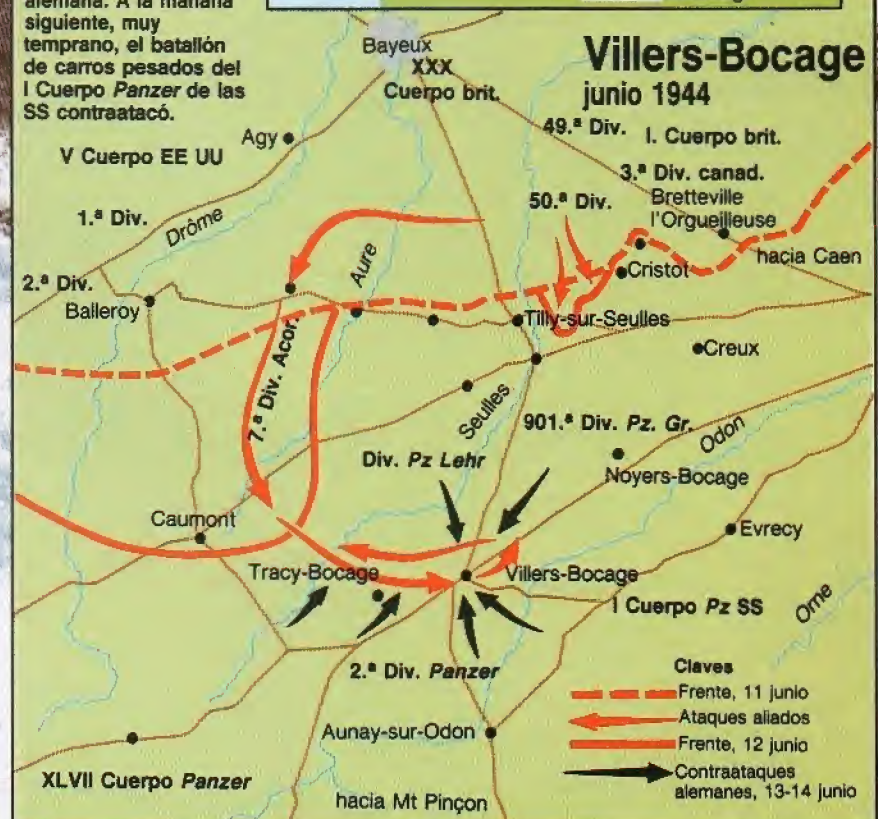 alemana. A la mañana
siguiente, muy
temprano, el batallón
de carros pesados del
I Cuerpo Panzer de las
SS contraatacó.
Villers-Bocage
junio 1944
Bayeux
XXX
Cuerpo brit.
49.ª Div.
I. Cuerpo brit.
Agy
V Cuerpo EE UU
3.ª Div. canad.
50.ª Div.
Bretteville
l'Orgueilleuse
1.ª Div.
Drôme
Aure
hacia Caen
Cristot
2.ª Div.
Balleroy
Tilly-sur-Seulles
7.ª Div. Acor.
Creux
Seulles
901.ª Div. Pz. Gr.
Odon
Div. Pz Lehr
Noyers-Bocage
Caumont
Evrecy
Tracy-Bocage
Villers-Bocage
I Cuerpo Pz SS
Orne
2.ª Div. Panzer
Claves
Frente, 11 junio
Ataques aliados
Frente, 12 junio
Contraataques
alemanes, 13-14 junio
Aunay-sur-Odon
XLVII Cuerpo Panzer
hacia Mt Pinçon